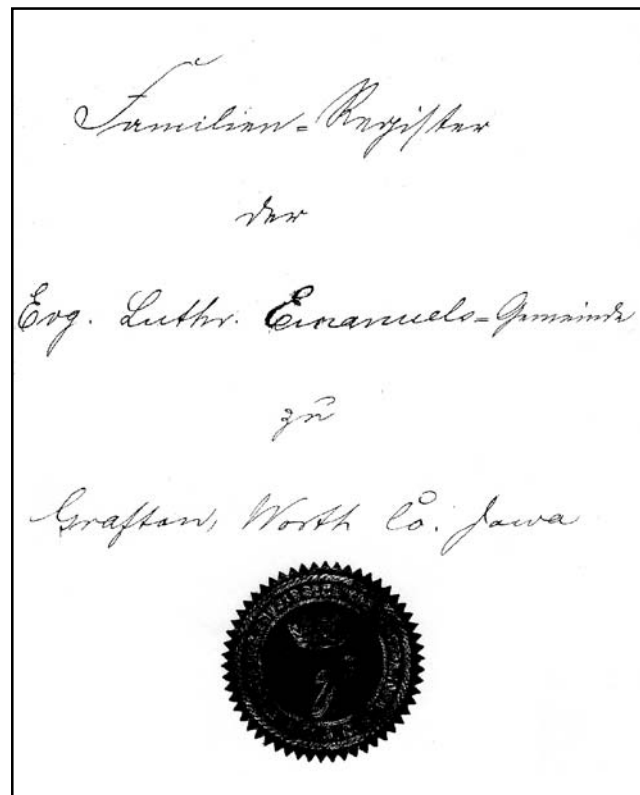 Familien=Register
der
Evg. Luthr. Emanuels=Gemeinde
zu
Grafton, Worth Co. Iowa